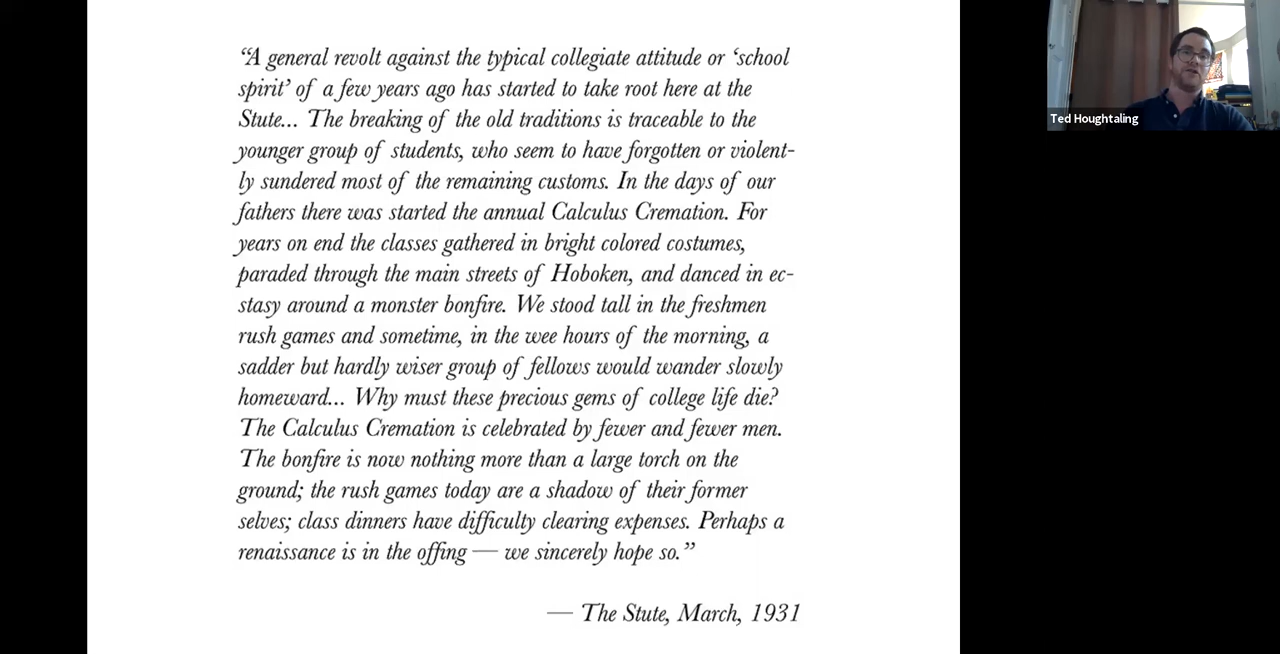 “A general revolt against the typical collegiate attitude or ‘school
spirit’ of a few years ago has started to take root here at the
Stute... The breaking of the old traditions is traceable to the
younger group of students, who seem to have forgotten or violent-
ly sundered most of the remaining customs. In the days of our
fathers there was started the annual Calculus Cremation. For
years on end the classes gathered in bright colored costumes,
paraded through the main streets of Hoboken, and danced in ec-
stasy around a monster bonfire. We stood tall in the freshmen
rush games and sometime, in the wee hours of the morning, a
sadder but hardly wiser group of fellows would wander slowly
homeward... Why must these precious gems of college life die?
The Calculus Cremation is celebrated by fewer and fewer men.
The bonfire is now nothing more than a large torch on the
ground; the rush games today are a shadow of their former
selves; class dinners have difficulty clearing expenses. Perhaps a
renaissance is in the offing — we sincerely hope so.”
— The Stute, March, 1931
Ted Houghtaling